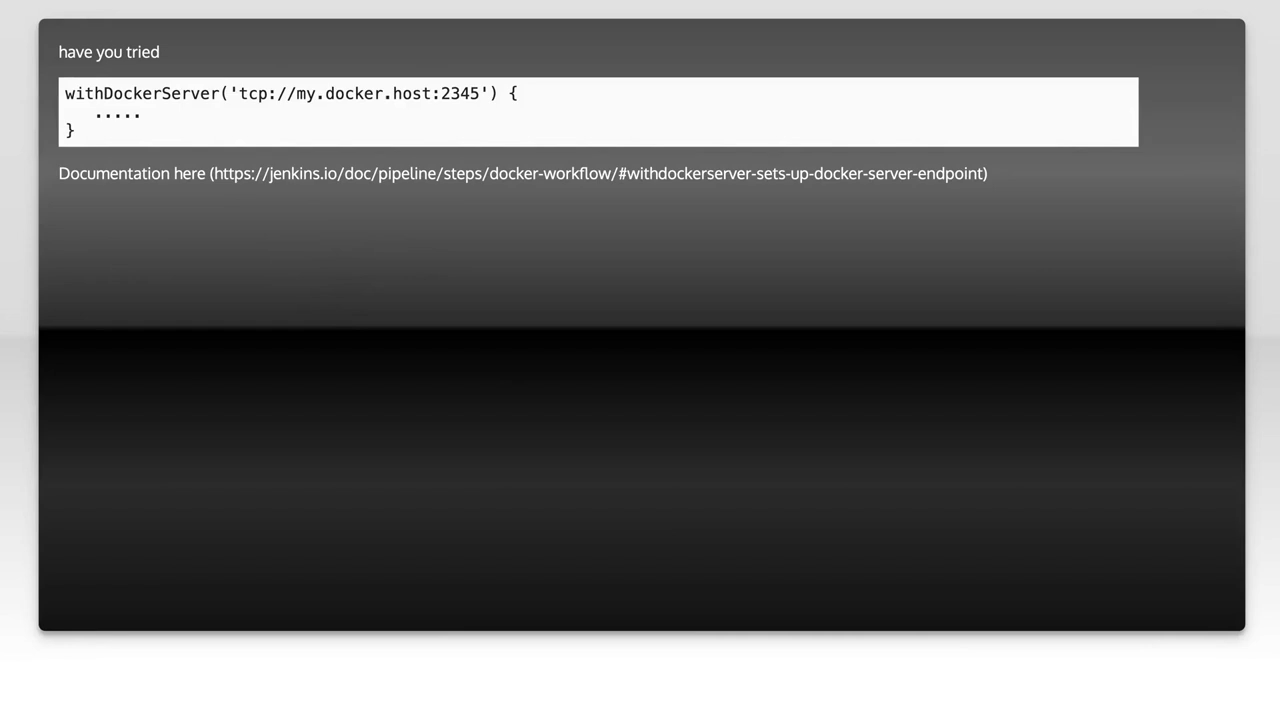 have you tried
withDockerServer('tcp://my.docker.host:2345') {
   .....
}
Documentation here (https://jenkins.io/doc/pipeline/steps/docker-workflow/#withdockerserver-sets-up-docker-server-endpoint)